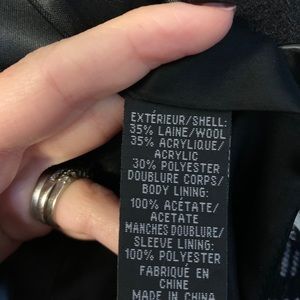 EXTÉRIEUR/SHELL:
35% LAINE/WOOL
35% ACRYLIQUE/
ACRYLIC
30% POLYESTER
DOUBLURE CORPS/
BODY LINING:
100% ACÉTATE/
ACETATE
MANCHES DOUBLURE/
SLEEVE LINING:
100% POLYESTER
FABRIQUÉ EN
CHINE
MADE IN CHINA